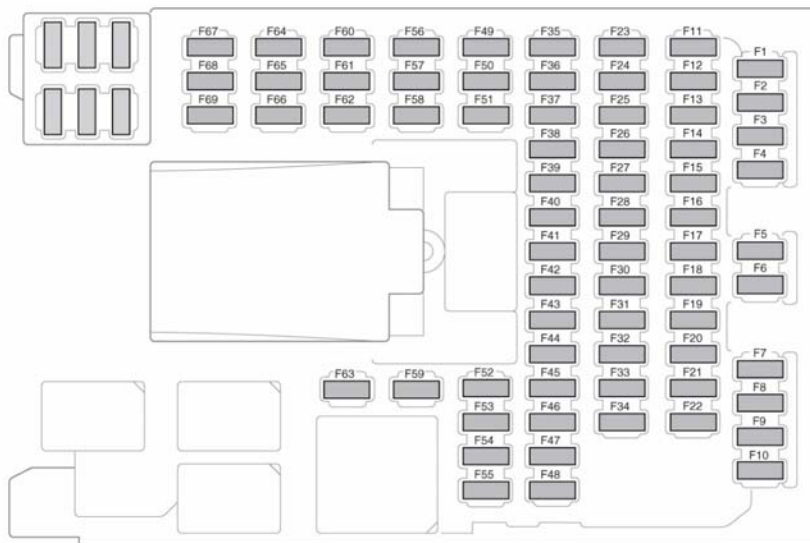 F67 F64 F60 F56 F49 F35 F23 F11
F1
F68 F65 F61 F57 F50 F36 F24 F12
F2
F69 F66 F62 F58 F51 F37 F25 F13
F3
F38 F26 F14
F4
F39 F27 F15
F40 F28 F16
F41 F29 F17
F5
F42 F30 F18
F6
F43 F31 F19
F44 F32 F20
F7
F63 F59 F52 F45 F33 F21
F8
F53 F46 F34 F22
F9
F54 F47
F10
F55 F48